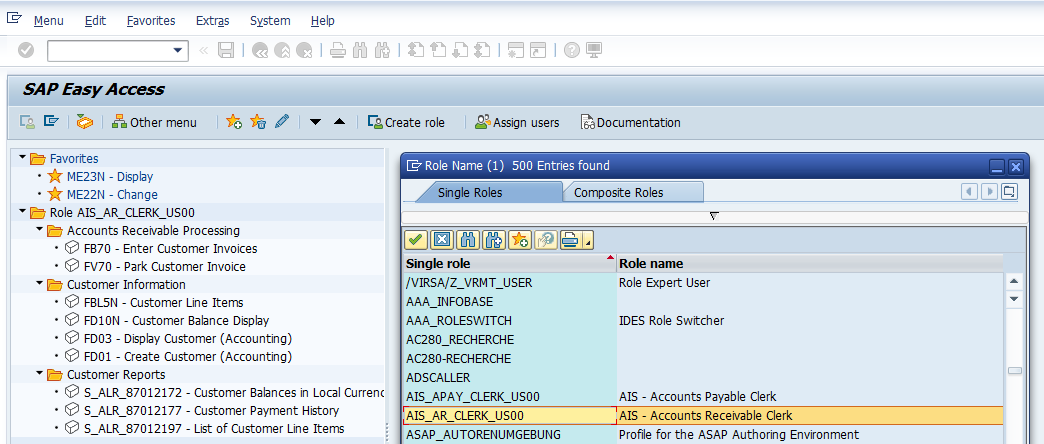 Menu Edit Favorites Extras System Help
SAP Easy Access
Other menu Create role Assign users Documentation
Favorites
ME23N - Display
ME22N - Change
Role AIS_AR_CLERK_US00
Accounts Receivable Processing
FB70 - Enter Customer Invoices
FV70 - Park Customer Invoice
Customer Information
FBL5N - Customer Line Items
FD10N - Customer Balance Display
FD03 - Display Customer (Accounting)
FD01 - Create Customer (Accounting)
Customer Reports
S_ALR_87012172 - Customer Balances in Local Currenc
S_ALR_87012177 - Customer Payment History
S_ALR_87012197 - List of Customer Line Items
Role Name (1) 500 Entries found
Single Roles Composite Roles
Single role Role name
/VIRSA/Z_VRMT_USER Role Expert User
AAA_INFOBASE
AAA_ROLESWITCH IDES Role Switcher
AC280_RECHERCHE
AC280-RECHERCHE
ADSCALLER
AIS_APAY_CLERK_US00 AIS - Accounts Payable Clerk
AIS_AR_CLERK_US00 AIS - Accounts Receivable Clerk
ASAP_AUTORENUMGEBUNG Profile for the ASAP Authoring Environment